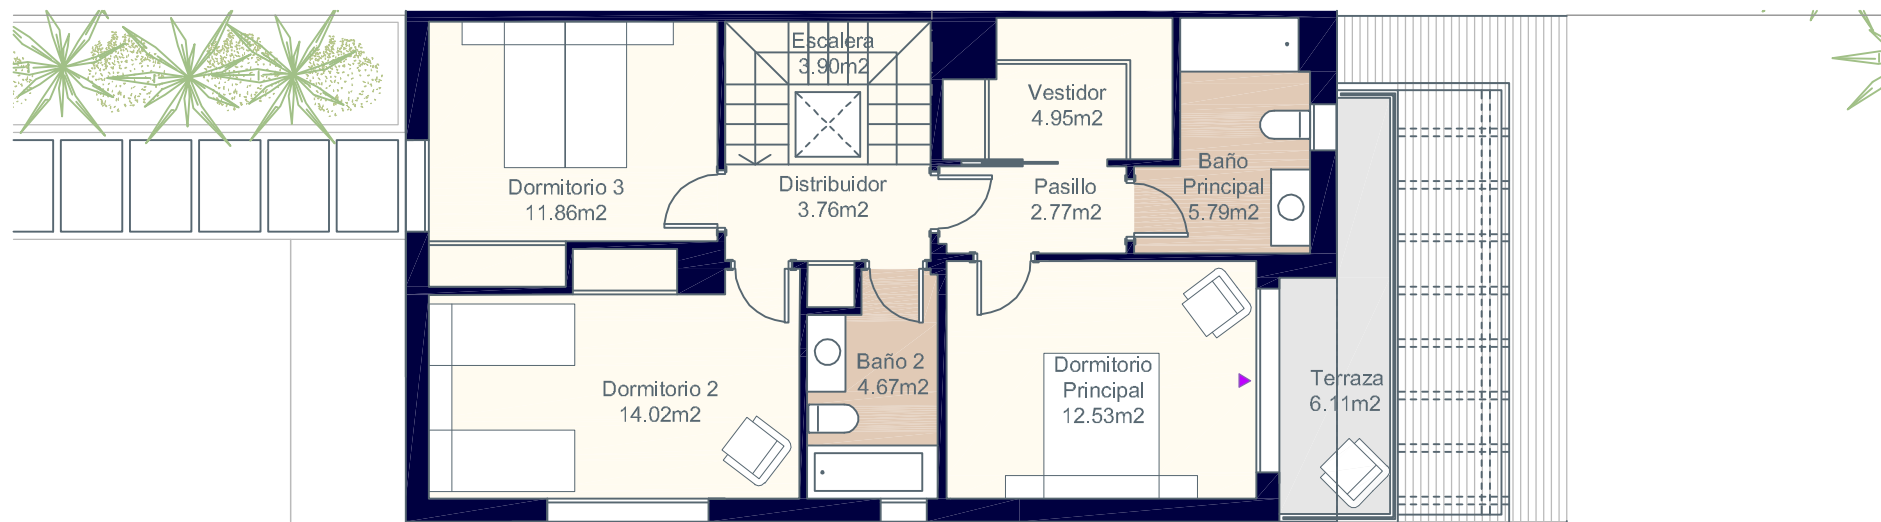 Escalera
3.90m2
Vestidor
4.95m2
Baño
Principal
5.79m2
Dormitorio 3
11.86m2
Distribuidor
3.76m2
Pasillo
2.77m2
Dormitorio 2
14.02m2
Baño 2
4.67m2
Dormitorio
Principal
12.53m2
Terraza
6.11m2